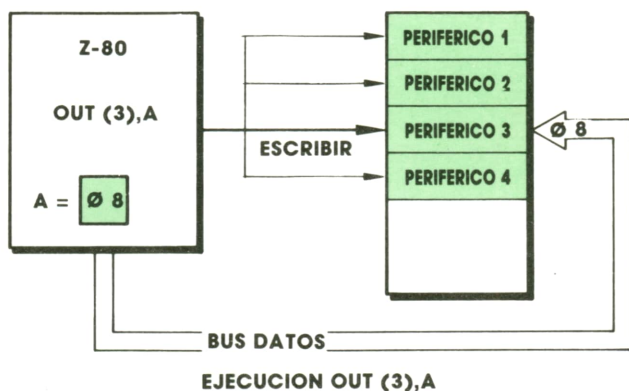 Z-80
OUT (3),A
A = Ø 8
ESCRIBIR
PERIFERICO 1
PERIFERICO 2
PERIFERICO 3
PERIFERICO 4
Ø 8
BUS DATOS
EJECUCION OUT (3),A